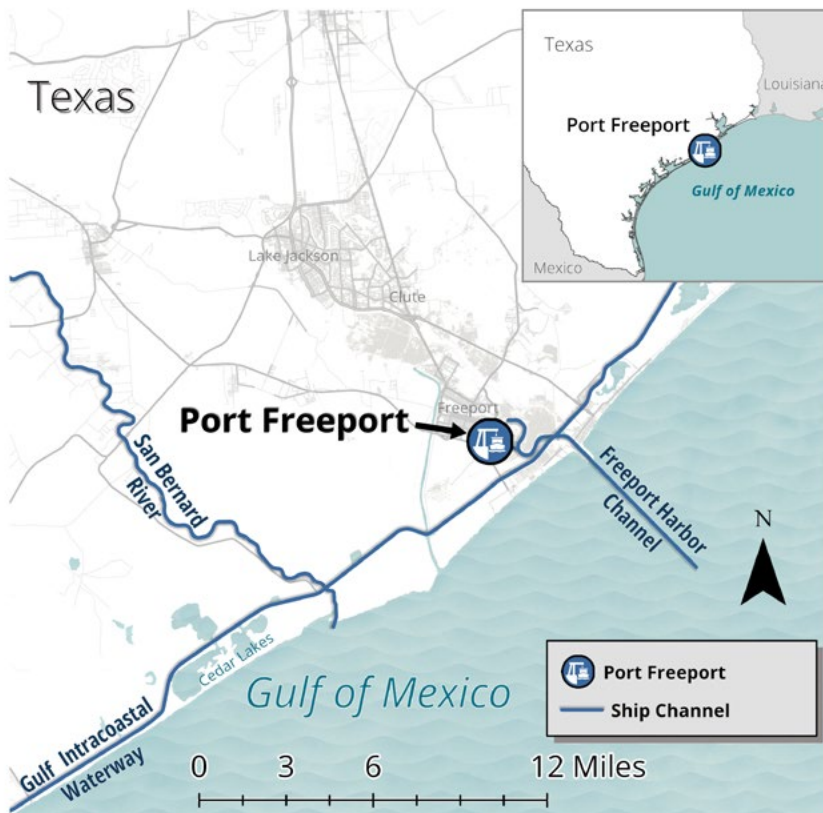 Texas
Texas
Louisiana
Port Freeport
Gulf of Mexico
Mexico
Lake Jackson
Clute
Freeport
Port Freeport
San Bernard
River
Freeport Harbor
Channel
N
Cedar Lakes
Gulf of Mexico
Port Freeport
Ship Channel
Gulf Intracoastal
Waterway
0 3 6 12 Miles